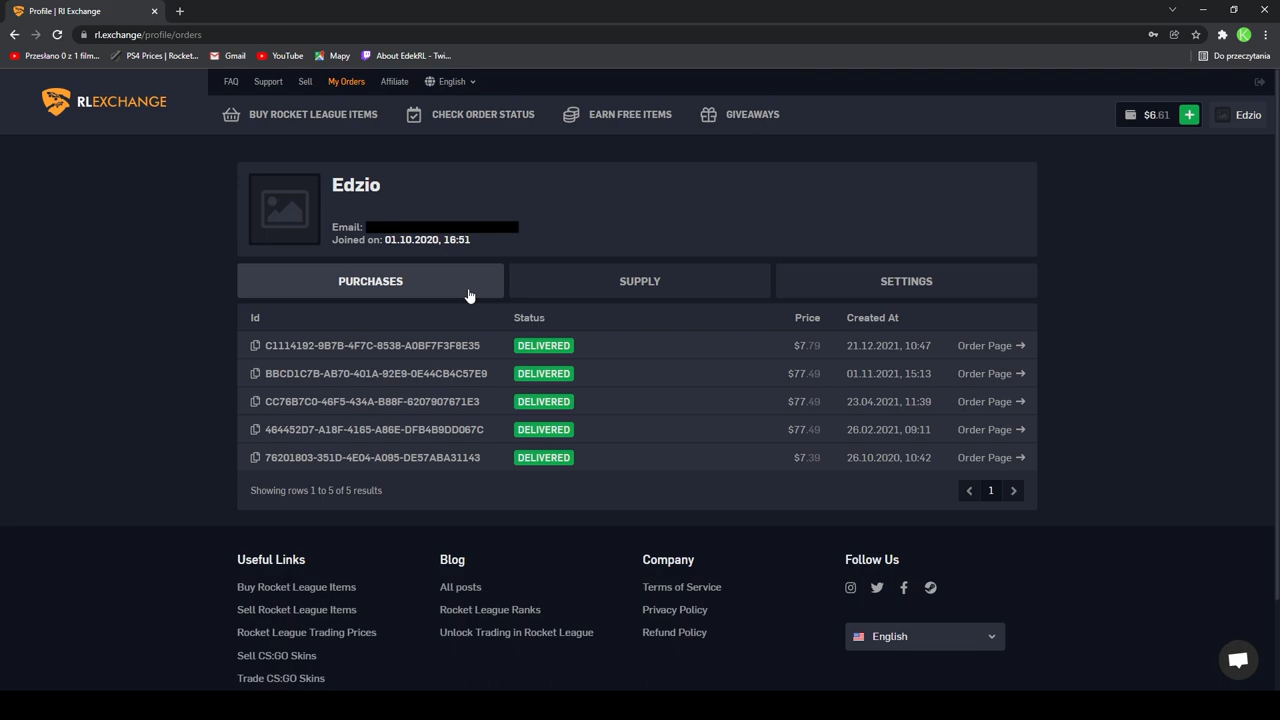 Profile | Rl Exchange
rl.exchange/profile/orders
Przesłano 0 z 1 film...
PS4 Prices | Rocket...
Gmail
YouTube
Mapy
About EdekRL - Twi...
Do przeczytania
K
RLEXCHANGE
FAQ
Support
Sell
My Orders
Affiliate
English
BUY ROCKET LEAGUE ITEMS
CHECK ORDER STATUS
EARN FREE ITEMS
GIVEAWAYS
$6.61
Edzio
Edzio
Email:
Joined on: 01.10.2020, 16:51
PURCHASES
SUPPLY
SETTINGS
Id Status Price Created At
C1114192-9B7B-4F7C-8538-A0BF7F3F8E35 DELIVERED $7.79 21.12.2021, 10:47 Order Page
BBCD1C7B-AB70-401A-92E9-0E44CB4C57E9 DELIVERED $77.49 01.11.2021, 15:13 Order Page
CC76B7C0-46F5-434A-B88F-6207907671E3 DELIVERED $77.49 23.04.2021, 11:39 Order Page
464452D7-A18F-4165-A86E-DFB4B9DD067C DELIVERED $77.49 26.02.2021, 09:11 Order Page
76201803-351D-4E04-A095-DE57ABA31143 DELIVERED $7.39 26.10.2020, 10:42 Order Page
Showing rows 1 to 5 of 5 results
1
Useful Links
Buy Rocket League Items
Sell Rocket League Items
Rocket League Trading Prices
Sell CS:GO Skins
Trade CS:GO Skins
Blog
All posts
Rocket League Ranks
Unlock Trading in Rocket League
Company
Terms of Service
Privacy Policy
Refund Policy
Follow Us
English